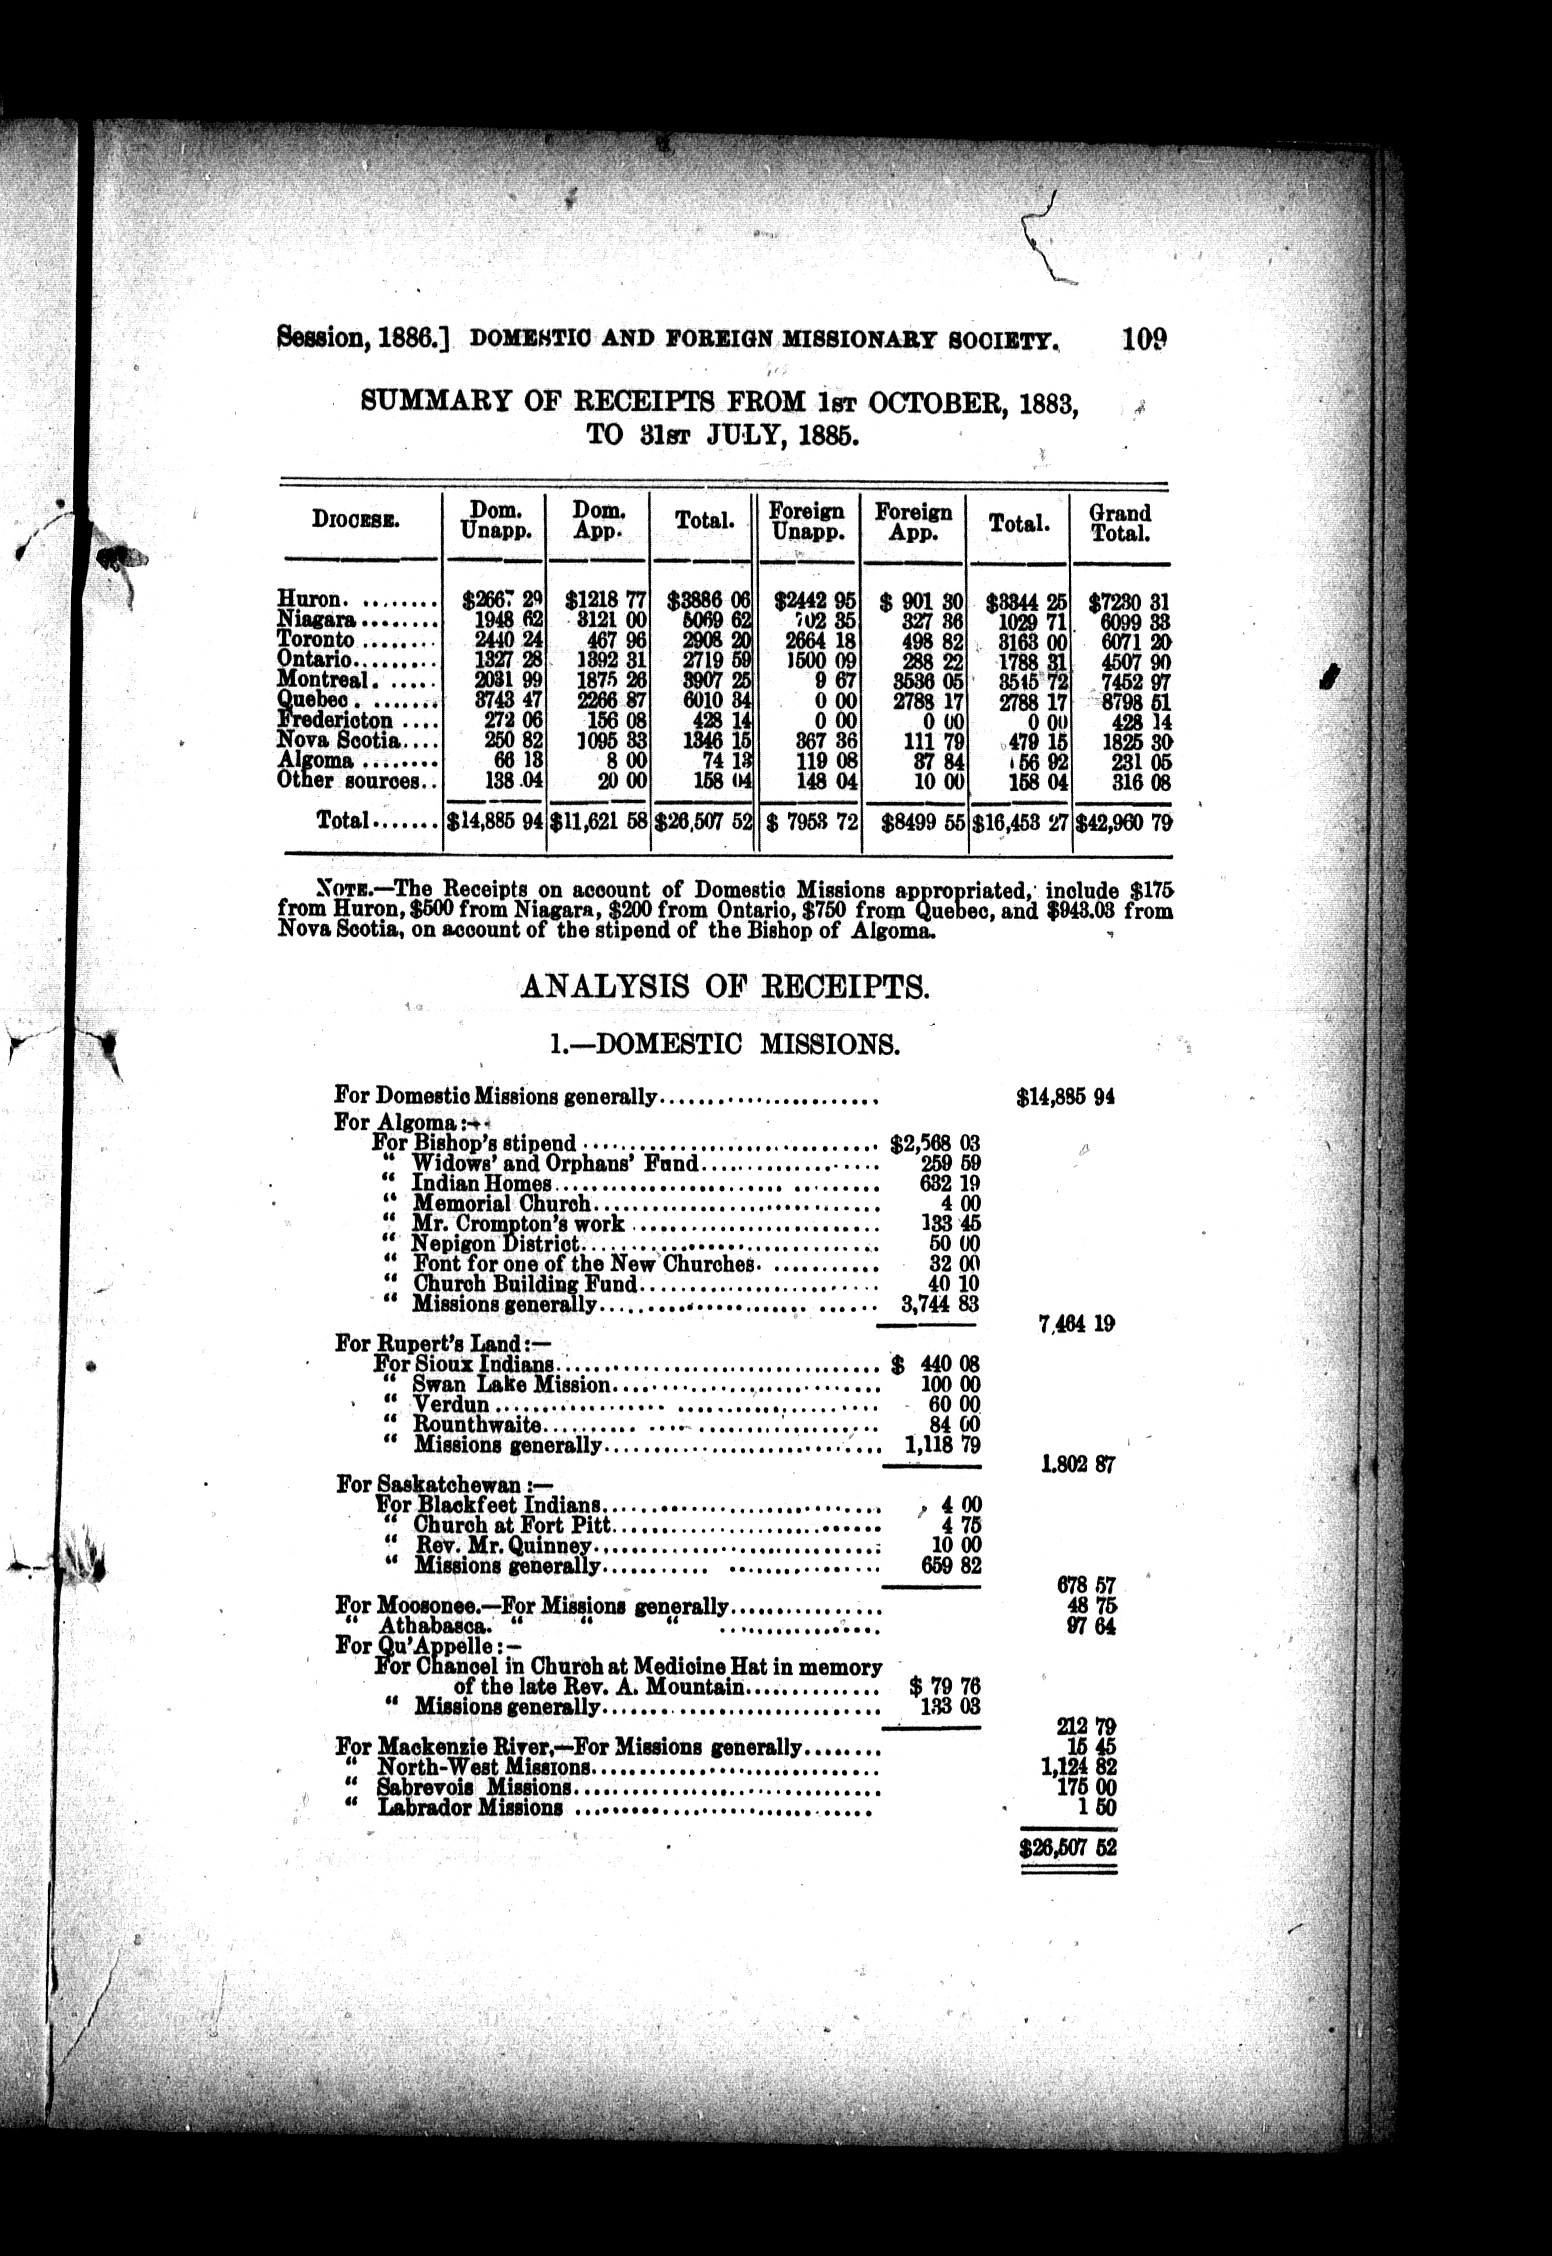 Session, 1886.] DOMESTIC AND FOREIGN MISSIONARY SOCIETY. 109
SUMMARY OF RECEIPTS FROM 1ST OCTOBER, 1883,
TO 31ST JULY, 1885.
DIOCESE. Dom. Unapp. Dom. App. Total. Foreign Unapp. Foreign App. Total. Grand Total.
Huron. ........ $2667 29 $1218 77 $3886 06 $2442 95 $ 901 30 $3344 25 $7230 31
Niagara........ 1948 62 3121 00 5069 62 702 35 327 36 1029 71 6099 33
Toronto ........ 2440 24 467 96 2908 20 2664 18 498 82 3163 00 6071 20
Ontario......... 1327 28 1392 31 2719 59 1500 09 288 22 1788 31 4507 90
Montreal. ..... 2031 99 1875 26 3907 25 9 67 3536 05 3545 72 7452 97
Quebec . ....... 3743 47 2266 87 6010 34 0 00 2788 17 2788 17 8798 51
Fredericton .... 272 06 156 08 428 14 0 00 0 00 0 00 428 14
Nova Scotia.... 250 82 1095 33 1346 15 367 36 111 79 479 15 1825 30
Algoma ........ 66 13 8 00 74 13 119 08 37 84 156 92 231 05
Other sources.. 138 04 20 00 158 04 148 04 10 00 158 04 316 08
Total....... $14,885 94 $11,621 58 $26,507 52 $ 7953 72 $8499 55 $16,453 27 $42,960 79
NOTE.—The Receipts on account of Domestic Missions appropriated, include $175
from Huron, $500 from Niagara, $200 from Ontario, $750 from Quebec, and $943.03 from
Nova Scotia, on account of the stipend of the Bishop of Algoma.
ANALYSIS OF RECEIPTS.
1.—DOMESTIC MISSIONS.
For Domestic Missions generally....................... $14,885 94
For Algoma:—
For Bishop's stipend ............................... $2,568 03
“ Widows' and Orphans' Fund................... 259 59
“ Indian Homes.................................. 632 19
“ Memorial Church.............................. 4 00
“ Mr. Crompton's work .......................... 133 45
“ Nepigon District............................... 50 00
“ Font for one of the New Churches. ........... 32 00
“ Church Building Fund......................... 40 10
“ Missions generally............................. 3,744 83
7,464 19
For Rupert's Land:—
For Sioux Indians.................................. $ 440 08
“ Swan Lake Mission............................ 100 00
“ Verdun ....................................... 60 00
“ Rounthwaite................................... 84 00
“ Missions generally............................. 1,118 79
1.802 87
For Saskatchewan :—
For Blackfeet Indians.............................. 4 00
“ Church at Fort Pitt............................ 4 75
“ Rev. Mr. Quinney.............................. 10 00
“ Missions generally............................. 659 82
678 57
For Moosonee.—For Missions generally................ 48 75
“ Athabasca. “ “ “ ................. 97 64
For Qu'Appelle:—
For Chancel in Church at Medicine Hat in memory
of the late Rev. A. Mountain.............. $ 79 76
“ Missions generally............................. 133 03
212 79
For Mackenzie River,—For Missions generally........ 15 45
“ North-West Missions.............................. 1,124 82
“ Sabrevois Missions................................ 175 00
“ Labrador Missions ................................ 1 50
$26,507 52